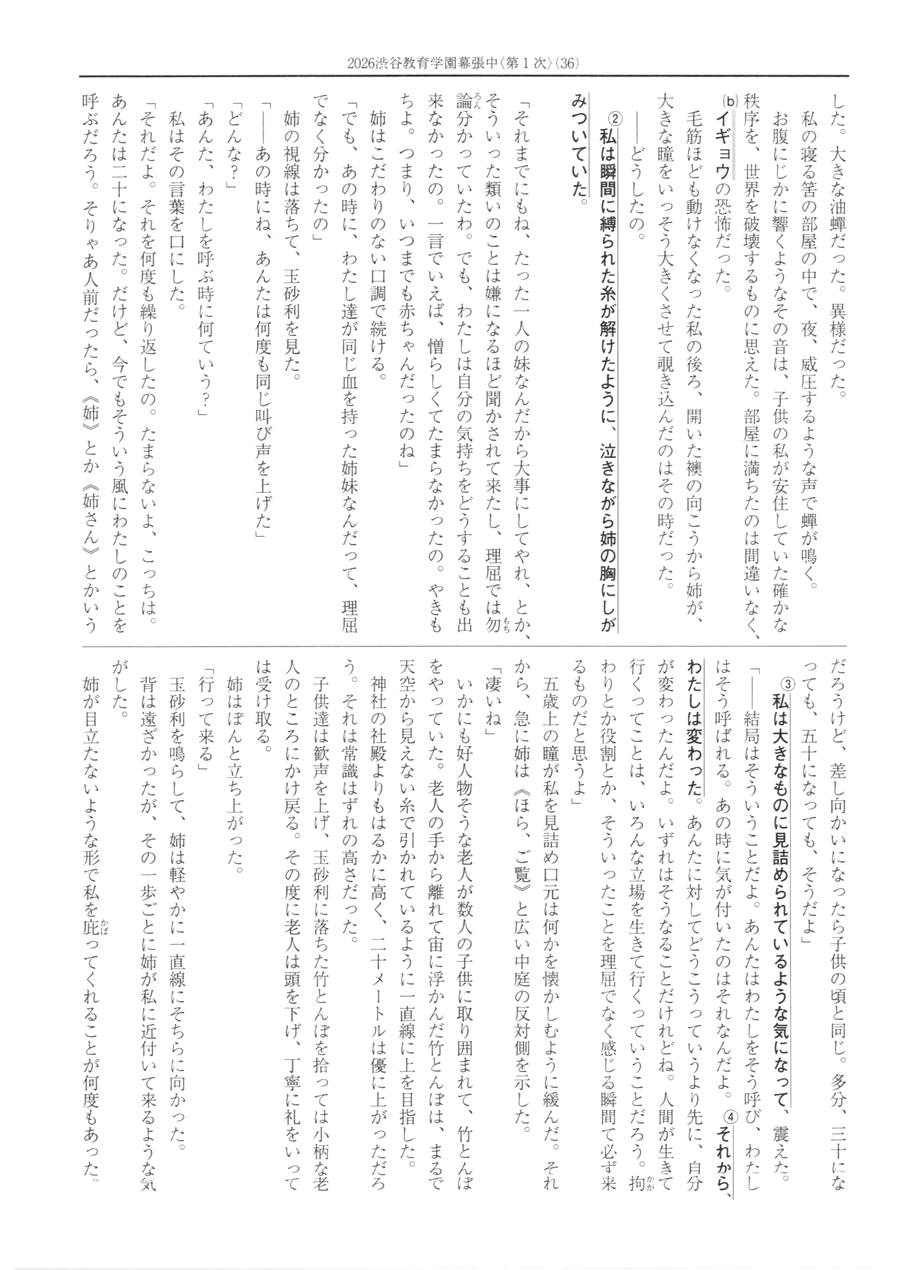 2026渋谷教育学園幕張中〈第1次〉(36)
した。大きな油蟬だった。異様だった。
私の寝る筈の部屋の中で、夜、威圧するような声で蟬が鳴く。
お腹にじかに響くようなその音は、子供の私が安住していた確かな
秩序を、世界を破壊するものに思えた。部屋に満ちたのは間違いなく、
(b)イギョウの恐怖だった。
毛筋ほども動けなくなった私の後ろ、開いた襖の向こうから姉が、
大きな瞳をいっそう大きくさせて覗き込んだのはその時だった。
――どうしたの。
②私は瞬間に縛られた糸が解けたように、泣きながら姉の胸にしが
みついていた。
「それまでにもね、たった一人の妹なんだから大事にしてやれ、とか、
そういった類いのことは嫌になるほど聞かされて来たし、理屈では勿
論分かっていたわ。でも、わたしは自分の気持ちをどうすることも出
来なかったの。一言でいえば、憎らしくてたまらなかったの。やきも
ちよ。つまり、いつまでも赤ちゃんだったのね」
姉はこだわりのない口調で続ける。
「でも、あの時に、わたし達が同じ血を持った姉妹なんだって、理屈
でなく分かったの」
姉の視線は落ちて、玉砂利を見た。
「――あの時にね、あんたは何度も同じ叫び声を上げた」
「どんな?」
「あんた、わたしを呼ぶ時に何ていう?」
私はその言葉を口にした。
「それだよ。それを何度も繰り返したの。たまらないよ、こっちは。
あんたは二十になった。だけど、今でもそういう風にわたしのことを
呼ぶだろう。そりゃあ人前だったら、《姉》とか《姉さん》とかいう
だろうけど、差し向かいになったら子供の頃と同じ。多分、三十にな
っても、五十になっても、そうだよ」
③私は大きなものに見詰められているような気になって、震えた。
「――結局はそういうことだよ。あんたはわたしをそう呼び、わたし
はそう呼ばれる。あの時に気が付いたのはそれなんだよ。④それから、
わたしは変わった。あんたに対してどうこうっていうより先に、自分
が変わったんだよ。いずれはそうなることだけれどね。人間が生きて
行くってことは、いろんな立場を生きて行くっていうことだろう。拘
わりとか役割とか、そういったことを理屈でなく感じる瞬間て必ず来
るものだと思うよ」
五歳上の瞳が私を見詰め口元は何かを懐かしむように緩んだ。それ
から、急に姉は《ほら、ご覧》と広い中庭の反対側を示した。
「凄いね」
いかにも好人物そうな老人が数人の子供に取り囲まれて、竹とんぼ
をやっていた。老人の手から離れて宙に浮かんだ竹とんぼは、まるで
天空から見えない糸で引かれているように一直線に上を目指した。
神社の社殿よりもはるかに高く、二十メートルは優に上がっただろ
う。それは常識はずれの高さだった。
子供達は歓声を上げ、玉砂利に落ちた竹とんぼを拾っては小柄な老
人のところにかけ戻る。その度に老人は頭を下げ、丁寧に礼をいって
は受け取る。
姉はぽんと立ち上がった。
「行って来る」
玉砂利を鳴らして、姉は軽やかに一直線にそちらに向かった。
背は遠ざかったが、その一歩ごとに姉が私に近付いて来るような気
がした。
姉が目立たないような形で私を庇ってくれることが何度もあった。